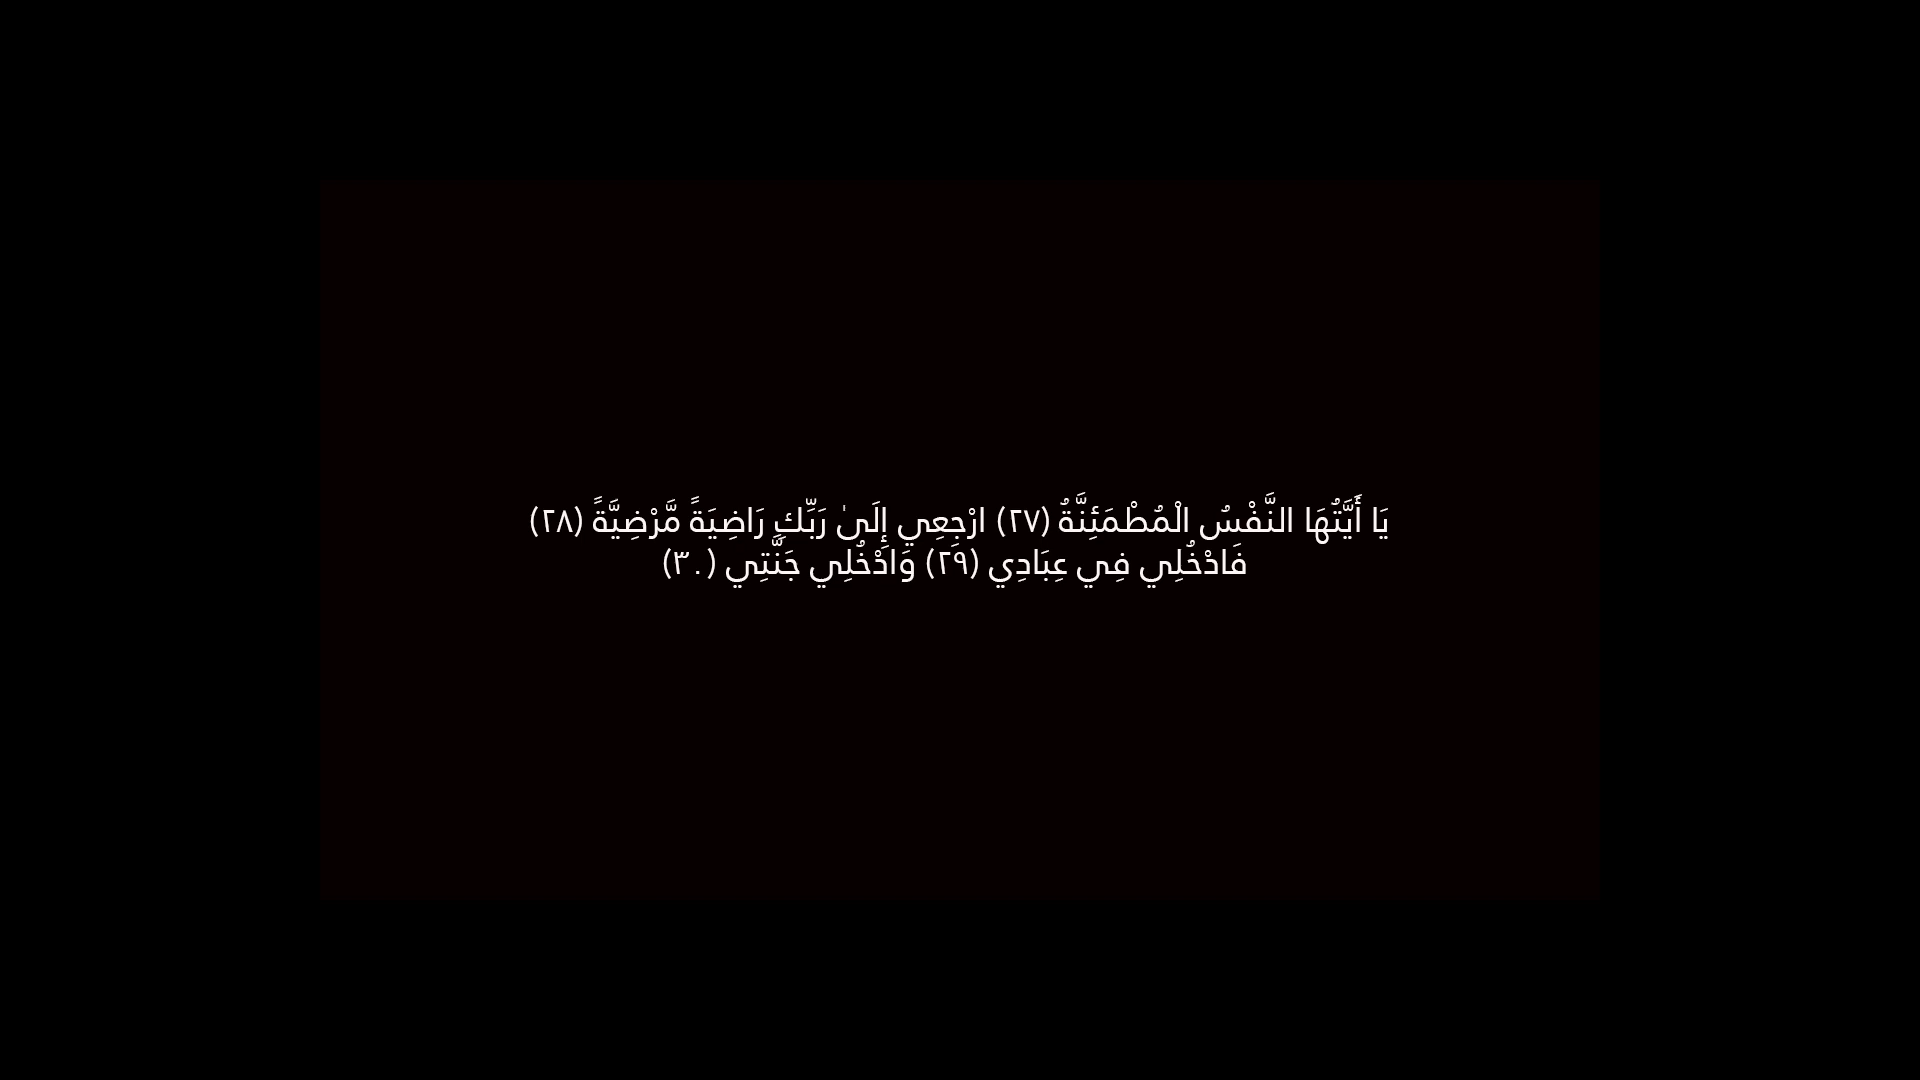 يَا أَيَّتُهَا النَّفْسُ الْمُطْمَئِنَّةُ (٢٧) ارْجِعِي إِلَىٰ رَبِّكِ رَاضِيَةً مَّرْضِيَّةً (٢٨)
فَادْخُلِي فِي عِبَادِي (٢٩) وَادْخُلِي جَنَّتِي (٣٠)